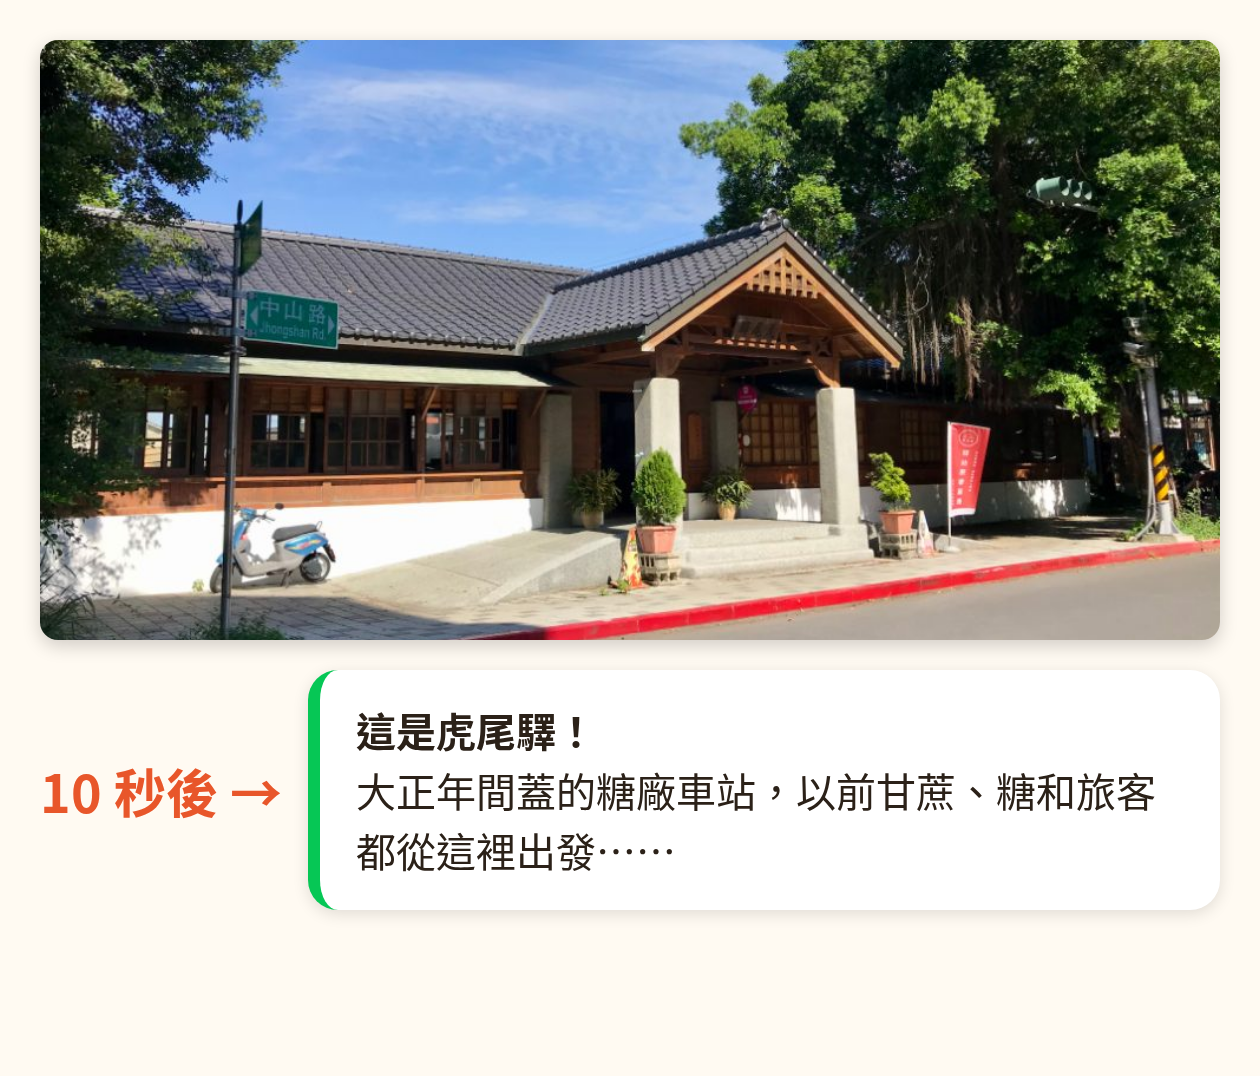 中山路
Jhongshan Rd.
10 秒後 →
這是虎尾驛！
大正年間蓋的糖廠車站，以前甘蔗、糖和旅客
都從這裡出發⋯⋯